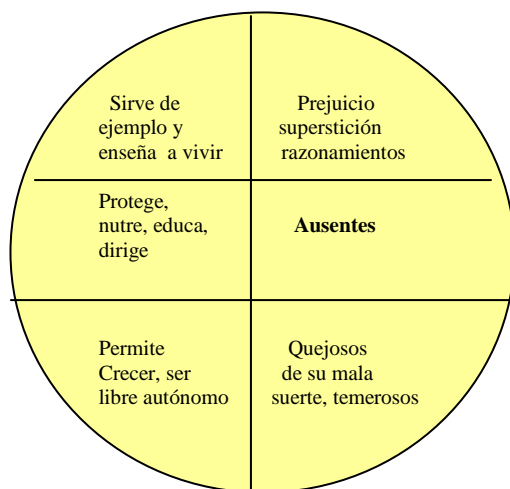 Sirve de
ejemplo y
enseña a vivir
Prejuicio
superstición
razonamientos
Protege,
nutre, educa,
dirige
Ausentes
Permite
Crecer, ser
libre autónomo
Quejosos
de su mala
suerte, temerosos